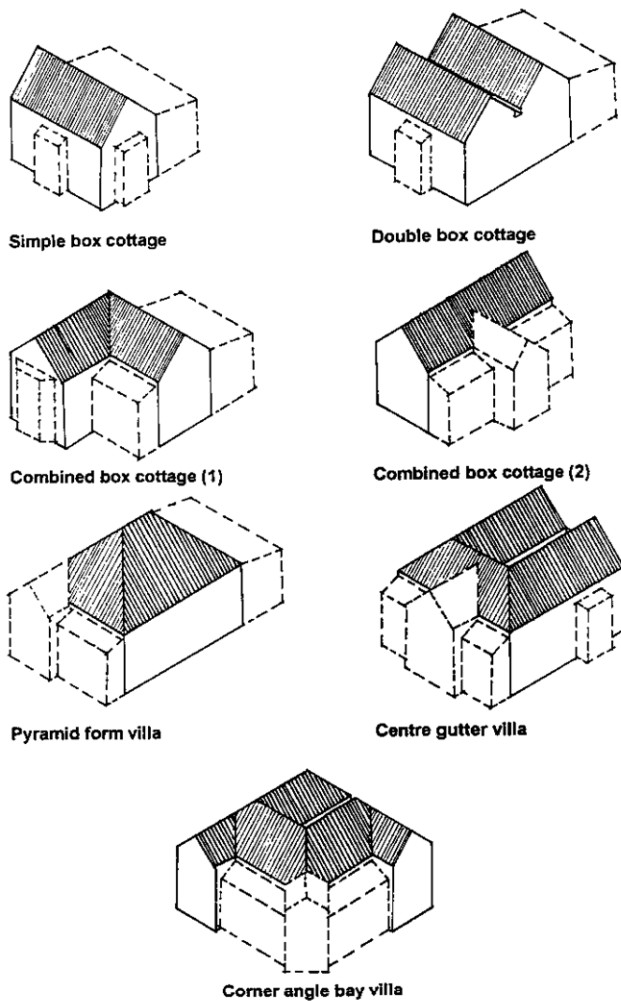 Simple box cottage
Double box cottage
Combined box cottage (1)
Combined box cottage (2)
Pyramid form villa
Centre gutter villa
Corner angle bay villa